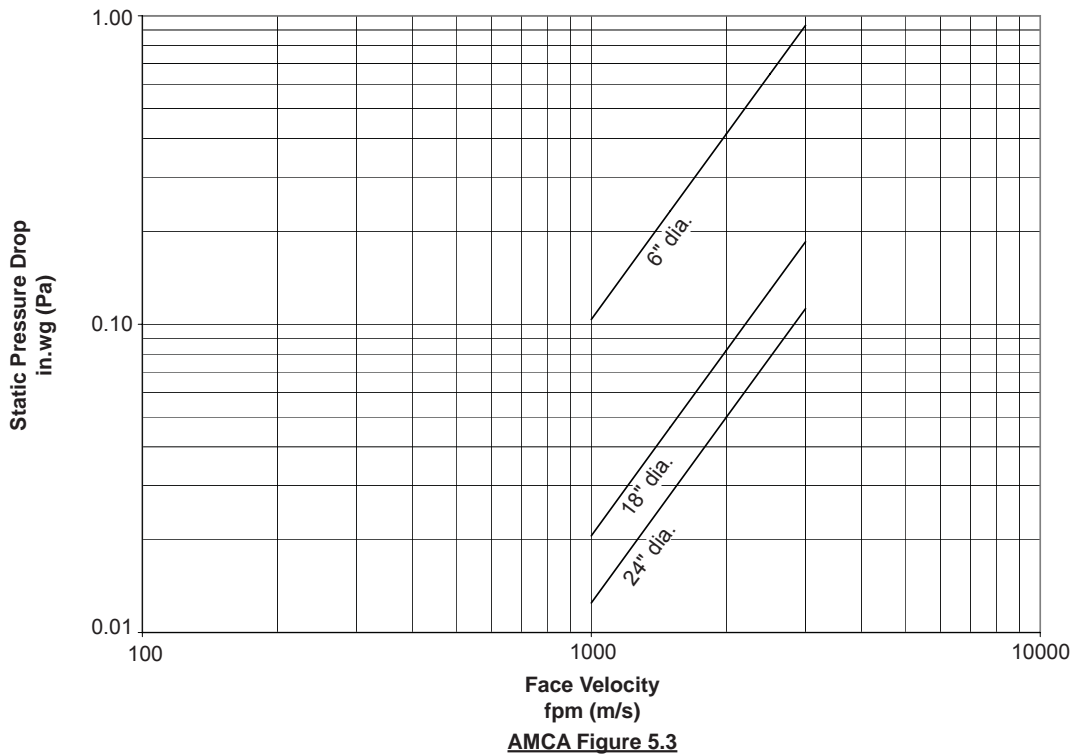 1.00
0.10
0.01
Static Pressure Drop
in.wg (Pa)
6" dia.
18" dia.
24" dia.
100
1000
10000
Face Velocity
fpm (m/s)
AMCA Figure 5.3